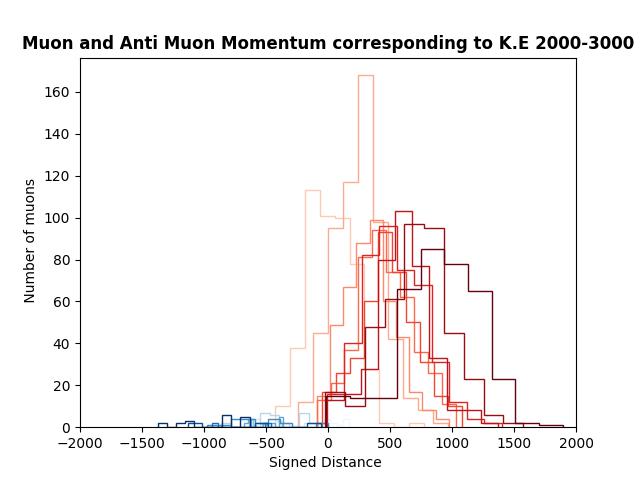 Muon and Anti Muon Momentum corresponding to K.E 2000-3000
160
140
120
100
80
60
40
20
0
Number of muons
−2000 −1500 −1000 −500 0 500 1000 1500 2000
Signed Distance